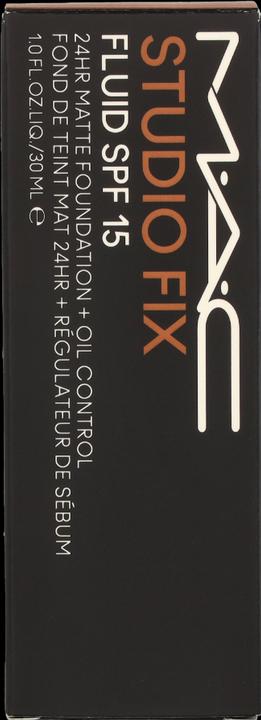 M·A·C
STUDIO FIX
FLUID SPF 15
24HR MATTE FOUNDATION + OIL CONTROL
FOND DE TEINT MAT 24HR + RÉGULATEUR DE SÉBUM
1.0 FL.OZ.LIQ./30 ML ℮